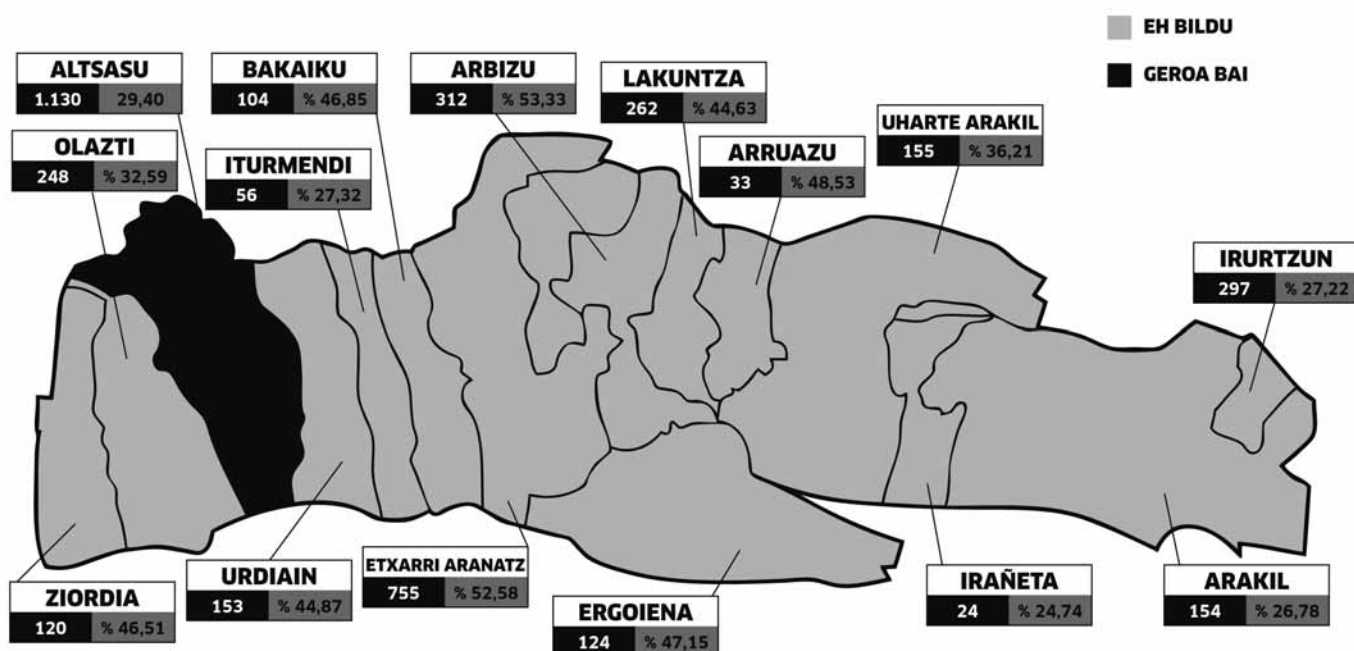 EH BILDU
GEROA BAI
ALTSASU
1.130 29,40
BAKAIKU
104 % 46,85
ARBIZU
312 % 53,33
LAKUNTZA
262 % 44,63
UHARTE ARAKIL
155 % 36,21
OLAZTI
248 % 32,59
ITURMENDI
56 % 27,32
ARRUAZU
33 % 48,53
IRURTZUN
297 % 27,22
ZIORDIA
120 % 46,51
URDIAIN
153 % 44,87
ETXARRI ARANATZ
755 % 52,58
ERGOIENA
124 % 47,15
IRAÑETA
24 % 24,74
ARAKIL
154 % 26,78